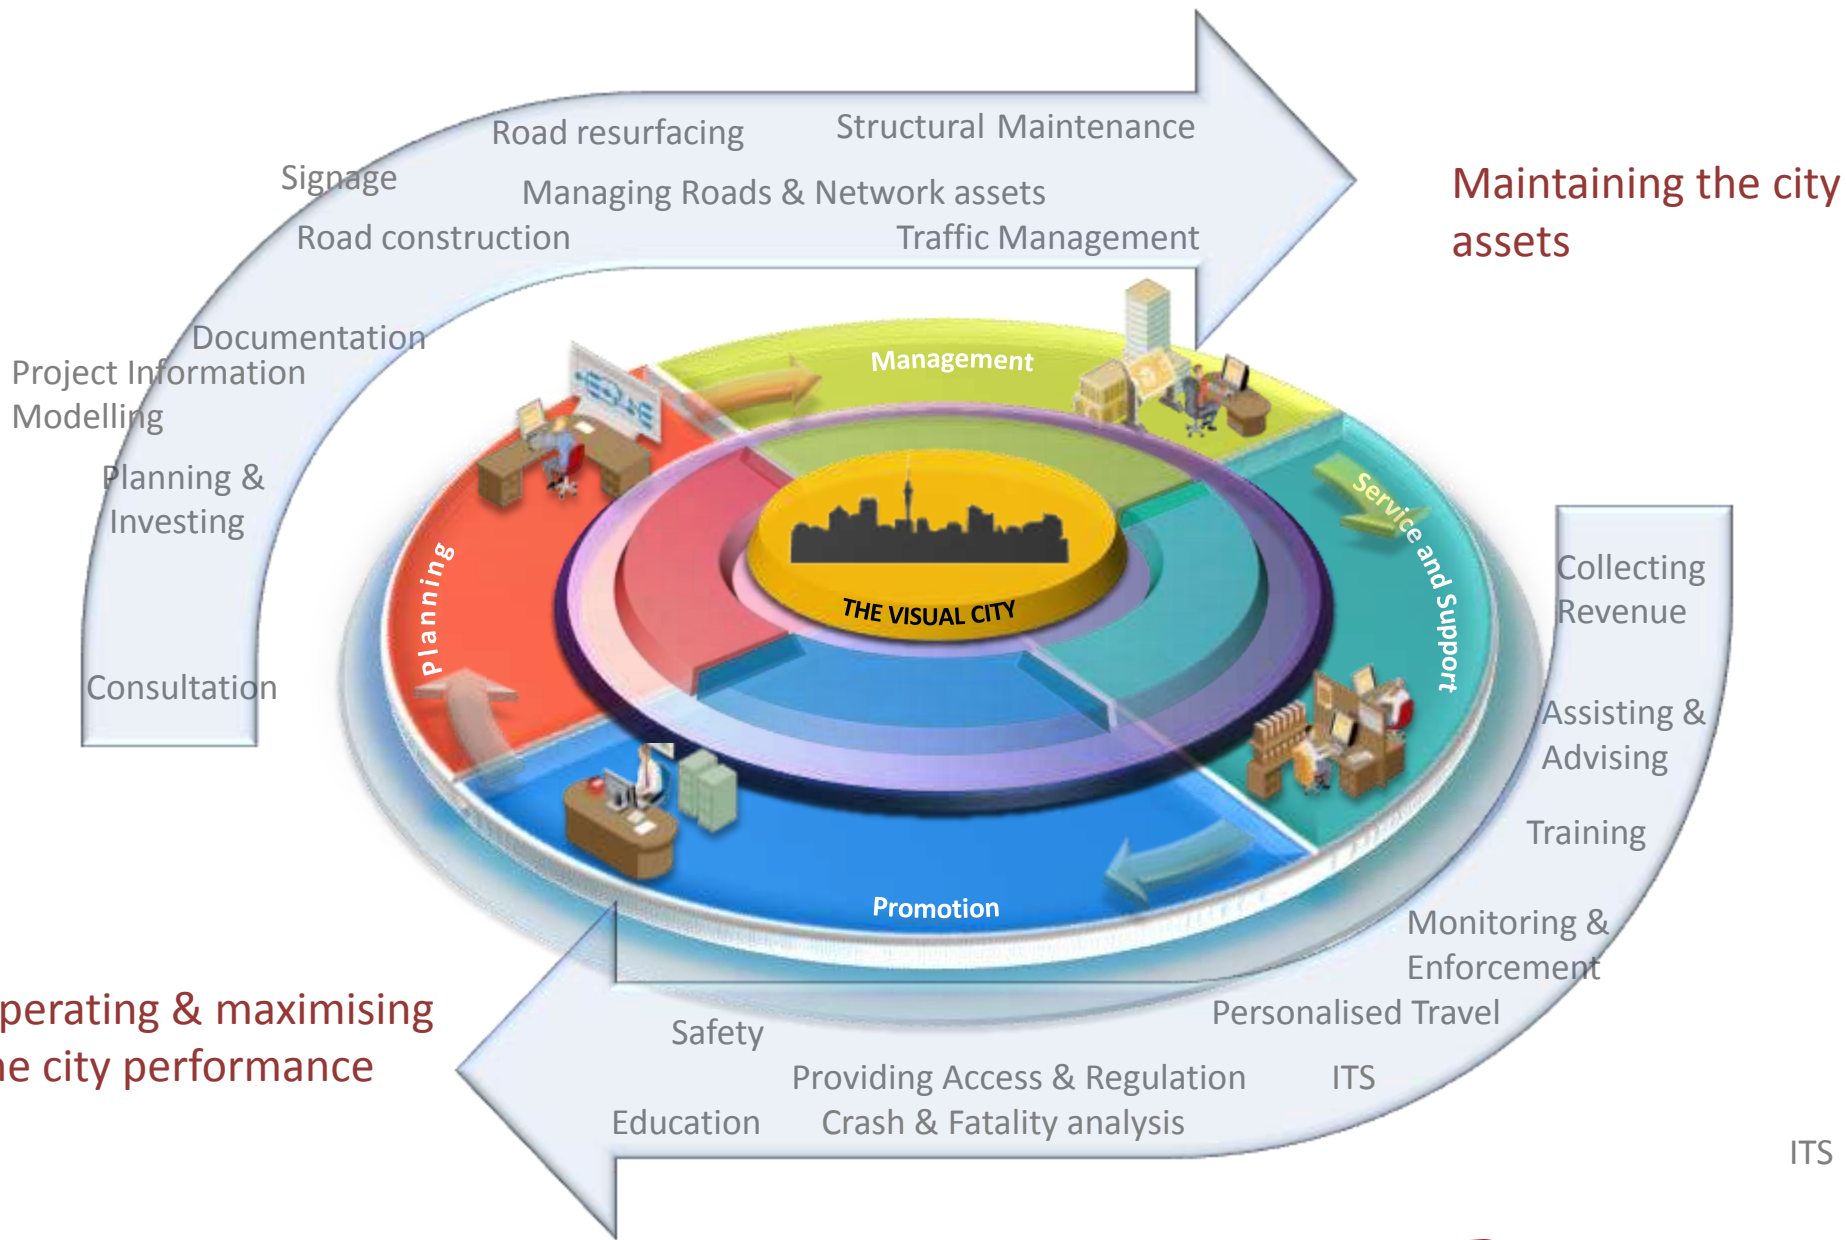 Road resurfacing
Structural Maintenance
Signage
Managing Roads & Network assets
Road construction
Traffic Management
Maintaining the city
assets
Documentation
Project Information
Modelling
Planning &
Investing
Consultation
Management
Planning
Service and Support
THE VISUAL CITY
Promotion
Collecting
Revenue
Assisting &
Advising
Training
Monitoring &
Enforcement
Personalised Travel
perating & maximising
he city performance
Safety
Providing Access & Regulation
ITS
Education
Crash & Fatality analysis
ITS